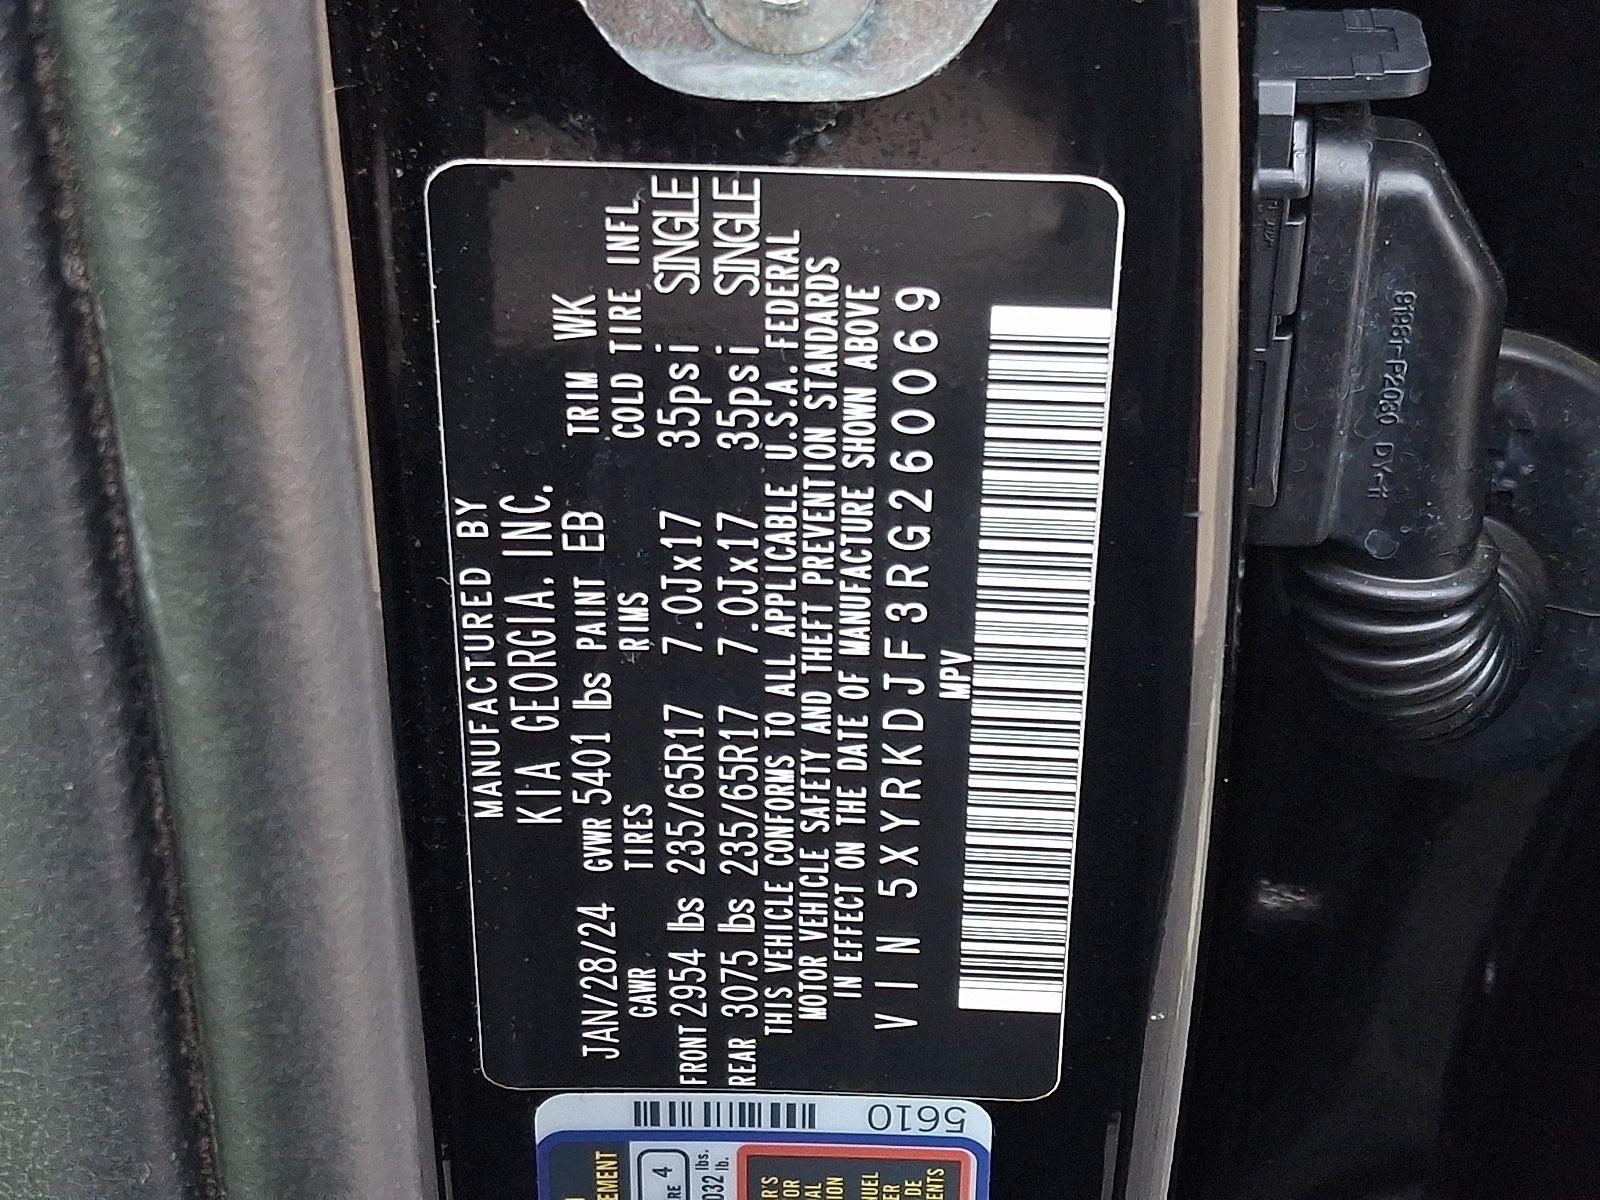 MANUFACTURED BY
KIA GEORGIA, INC.
JAN/28/24 GVWR 5401 lbs PAINT EB TRIM WK
GAWR TIRES RIMS COLD TIRE INFL
FRONT 2954 lbs 235/65R17 7.0Jx17 35psi SINGLE
REAR 3075 lbs 235/65R17 7.0Jx17 35psi SINGLE
THIS VEHICLE CONFORMS TO ALL APPLICABLE U.S.A. FEDERAL
MOTOR VEHICLE SAFETY AND THEFT PREVENTION STANDARDS
IN EFFECT ON THE DATE OF MANUFACTURE SHOWN ABOVE
VIN 5XYRKDJF3RG260069
MPV
5610